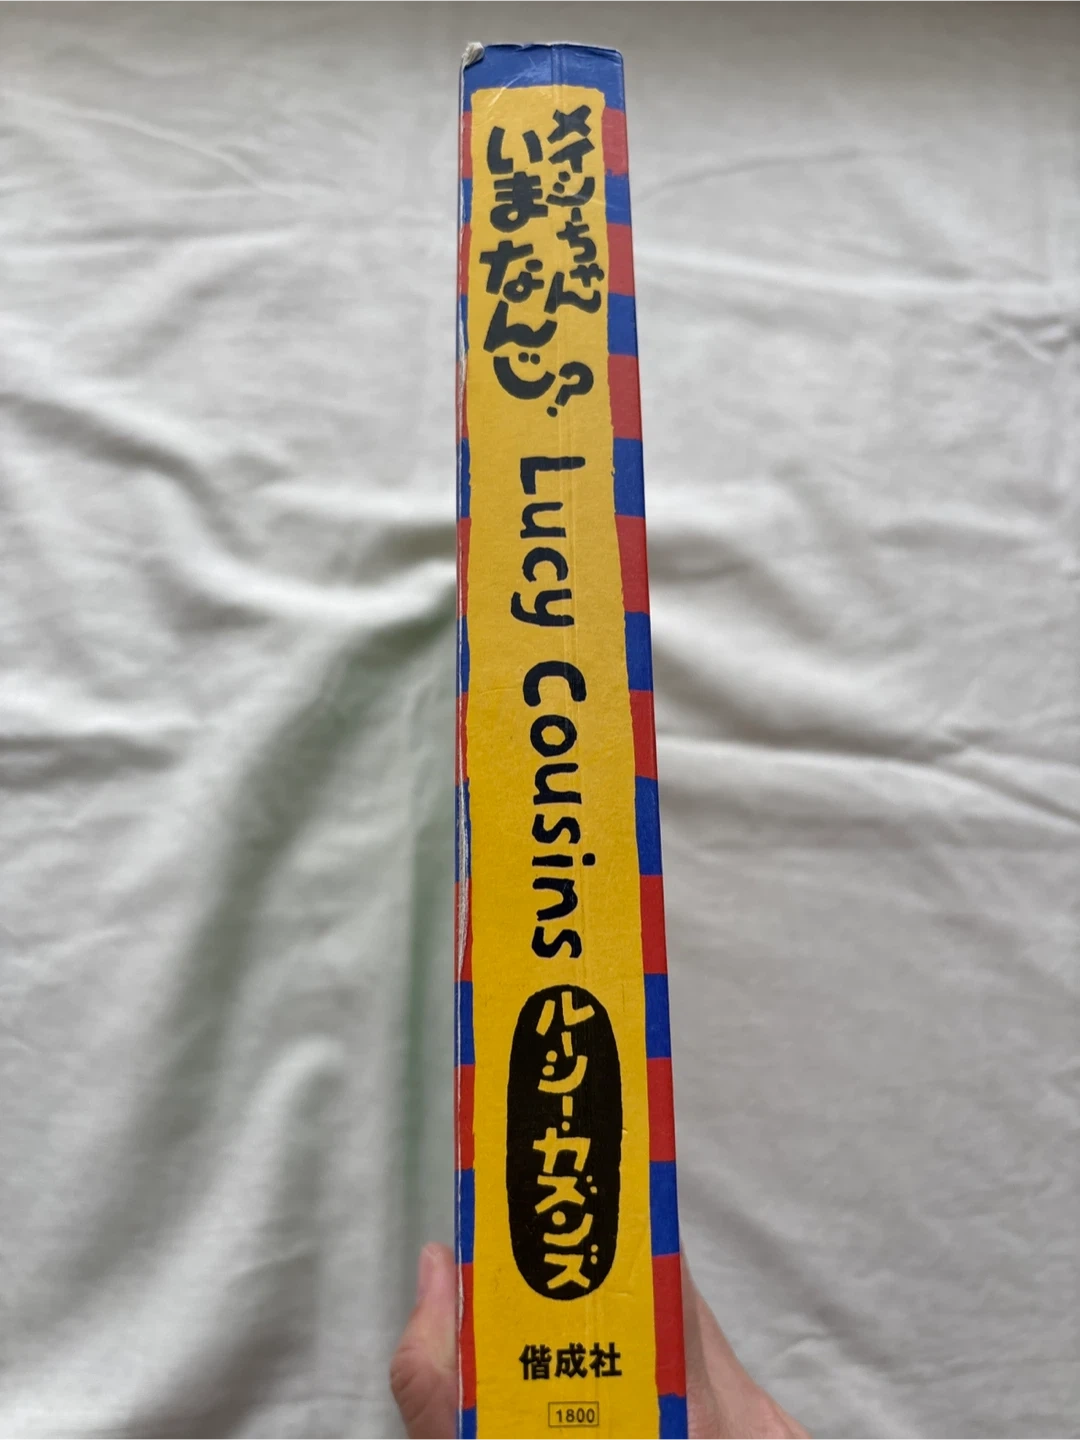 メイシーちゃん
いまなんじ?
Lucy Cousins
ルーシー・カズンズ
偕成社
1800